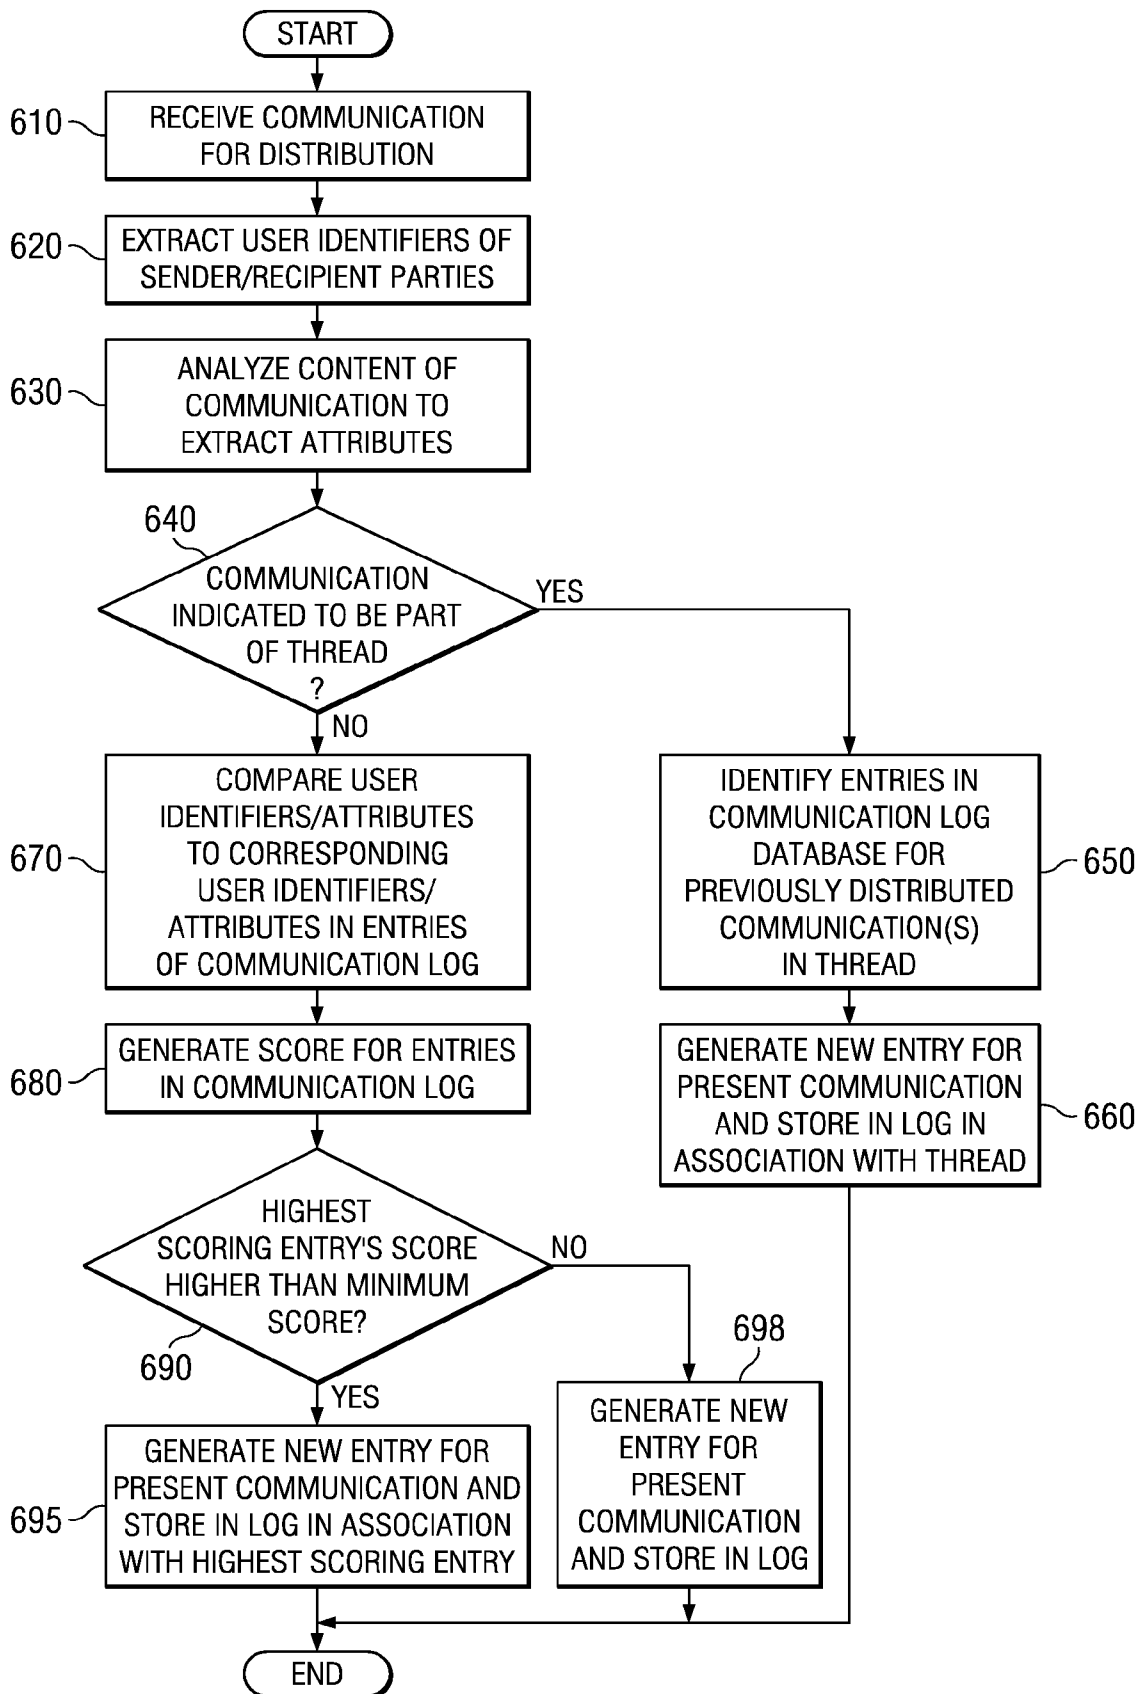 START
610
RECEIVE COMMUNICATION
FOR DISTRIBUTION
620
EXTRACT USER IDENTIFIERS OF
SENDER/RECIPIENT PARTIES
630
ANALYZE CONTENT OF
COMMUNICATION TO
EXTRACT ATTRIBUTES
640
COMMUNICATION
INDICATED TO BE PART
OF THREAD
?
YES
NO
670
COMPARE USER
IDENTIFIERS/ATTRIBUTES
TO CORRESPONDING
USER IDENTIFIERS/
ATTRIBUTES IN ENTRIES
OF COMMUNICATION LOG
IDENTIFY ENTRIES IN
COMMUNICATION LOG
DATABASE FOR
PREVIOUSLY DISTRIBUTED
COMMUNICATION(S)
IN THREAD
650
680
GENERATE SCORE FOR ENTRIES
IN COMMUNICATION LOG
GENERATE NEW ENTRY FOR
PRESENT COMMUNICATION
AND STORE IN LOG IN
ASSOCIATION WITH THREAD
660
HIGHEST
SCORING ENTRY'S SCORE
HIGHER THAN MINIMUM
SCORE?
690
NO
YES
698
GENERATE NEW
ENTRY FOR
PRESENT
COMMUNICATION
AND STORE IN LOG
695
GENERATE NEW ENTRY FOR
PRESENT COMMUNICATION AND
STORE IN LOG IN ASSOCIATION
WITH HIGHEST SCORING ENTRY
END